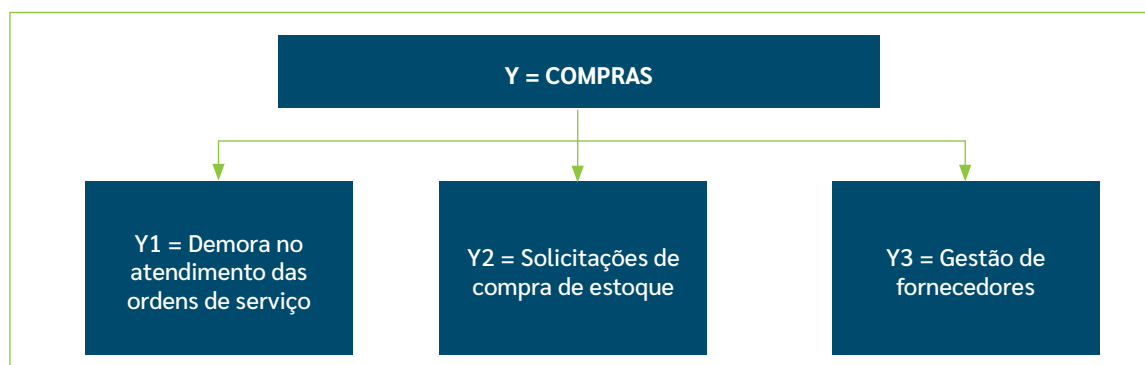 Y = COMPRAS
Y1 = Demora no
atendimento das
ordens de serviço
Y2 = Solicitações de
compra de estoque
Y3 = Gestão de
fornecedores